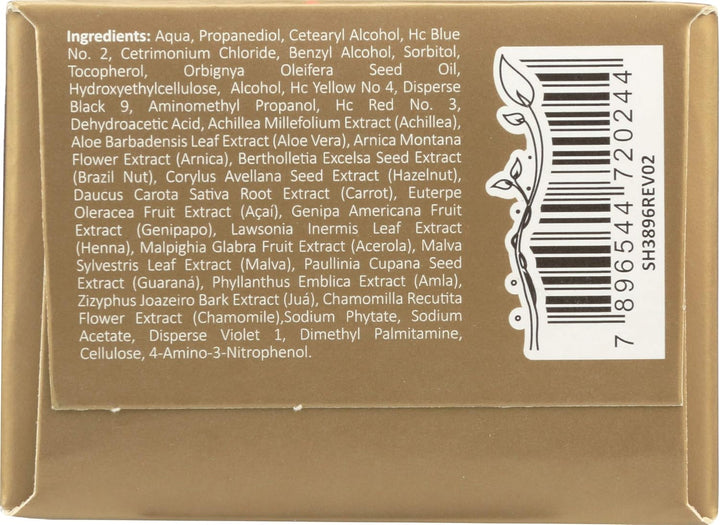 Ingredients: Aqua, Propanediol, Cetearyl Alcohol, Hc Blue
No. 2, Cetrimonium Chloride, Benzyl Alcohol, Sorbitol,
Tocopherol, Orbignya Oleifera Seed Oil,
Hydroxyethylcellulose, Alcohol, Hc Yellow No 4, Disperse
Black 9, Aminomethyl Propanol, Hc Red No. 3,
Dehydroacetic Acid, Achillea Millefolium Extract (Achillea),
Aloe Barbadensis Leaf Extract (Aloe Vera), Arnica Montana
Flower Extract (Arnica), Bertholletia Excelsa Seed Extract
(Brazil Nut), Corylus Avellana Seed Extract (Hazelnut),
Daucus Carota Sativa Root Extract (Carrot), Euterpe
Oleracea Fruit Extract (Açaí), Genipa Americana Fruit
Extract (Genipapo), Lawsonia Inermis Leaf Extract
(Henna), Malpighia Glabra Fruit Extract (Acerola), Malva
Sylvestris Leaf Extract (Malva), Paullinia Cupana Seed
Extract (Guaraná), Phyllanthus Emblica Extract (Amla),
Zizyphus Joazeiro Bark Extract (Juá), Chamomilla Recutita
Flower Extract (Chamomile),Sodium Phytate, Sodium
Acetate, Disperse Violet 1, Dimethyl Palmitamine,
Cellulose, 4-Amino-3-Nitrophenol.
7 896544 720244
SH3896REV02